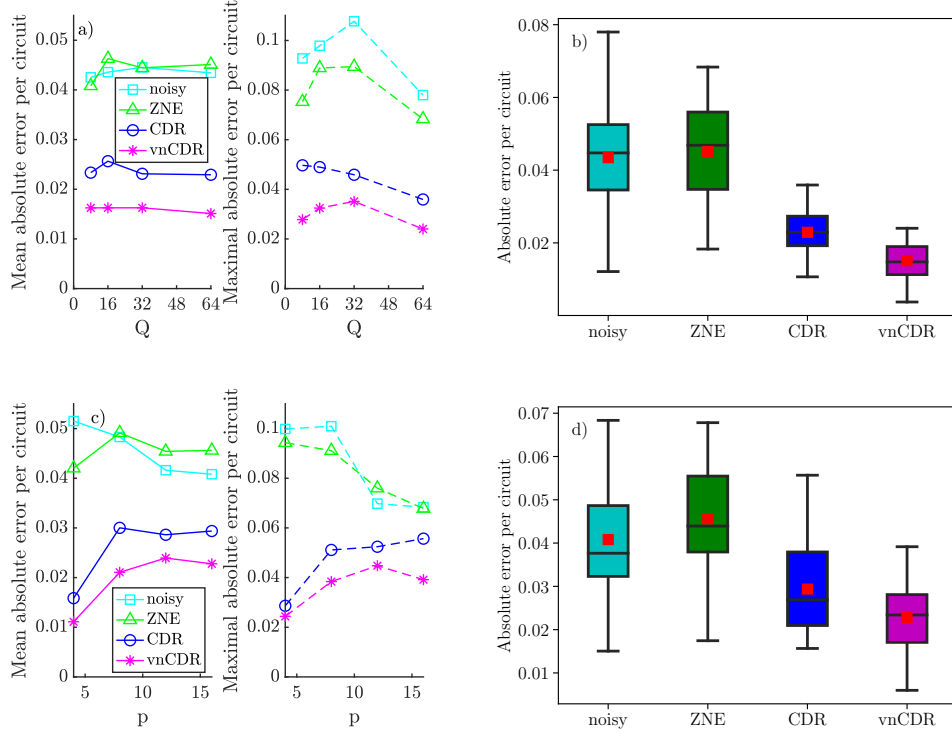 a)
Mean absolute error per circuit
0.05
0.04
0.03
0.02
0.01
0
0
16
32
48
64
Q
noisy
ZNE
CDR
vnCDR
Maximal absolute error per circuit
0.1
0.08
0.06
0.04
0.02
0
0
16
32
48
64
Q
b)
Absolute error per circuit
0.08
0.06
0.04
0.02
noisy
ZNE
CDR
vnCDR
c)
Mean absolute error per circuit
0.05
0.04
0.03
0.02
0.01
0
5
10
15
p
noisy
ZNE
CDR
vnCDR
Maximal absolute error per circuit
0.1
0.08
0.06
0.04
0.02
0
5
10
15
p
d)
Absolute error per circuit
0.07
0.06
0.05
0.04
0.03
0.02
0.01
noisy
ZNE
CDR
vnCDR